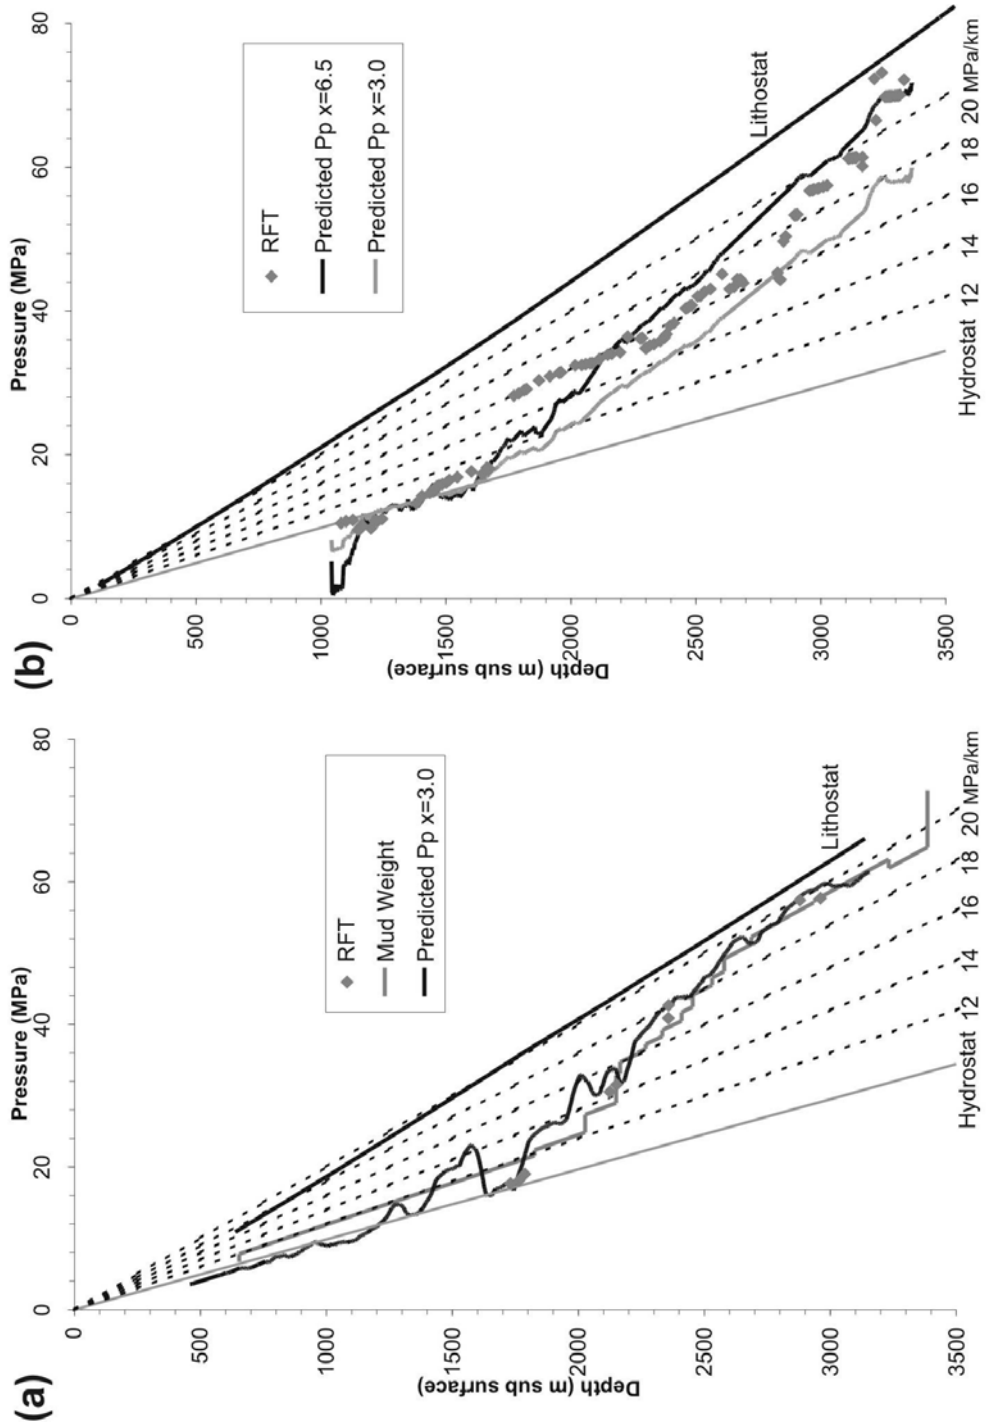 (a)
Pressure (MPa)
0
20
40
60
80
0
500
1000
1500
2000
2500
3000
3500
Depth (m sub surface)
RFT
Mud Weight
Predicted Pp x=3.0
Lithostat
Hydrostat
12
14
16
18
20 MPa/km
(b)
Pressure (MPa)
0
20
40
60
80
0
500
1000
1500
2000
2500
3000
3500
Depth (m sub surface)
RFT
Predicted Pp x=6.5
Predicted Pp x=3.0
Lithostat
Hydrostat
12
14
16
18
20 MPa/km